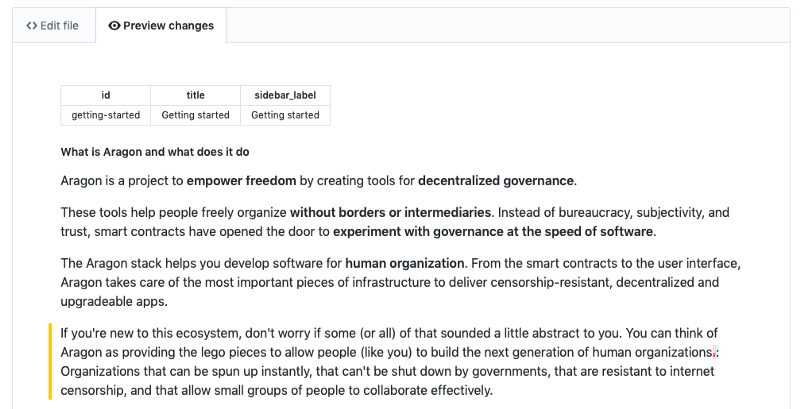 <> Edit file Preview changes
id title sidebar_label
getting-started Getting started Getting started
What is Aragon and what does it do
Aragon is a project to empower freedom by creating tools for decentralized governance.
These tools help people freely organize without borders or intermediaries. Instead of bureaucracy, subjectivity, and
trust, smart contracts have opened the door to experiment with governance at the speed of software.
The Aragon stack helps you develop software for human organization. From the smart contracts to the user interface,
Aragon takes care of the most important pieces of infrastructure to deliver censorship-resistant, decentralized and
upgradeable apps.
If you're new to this ecosystem, don't worry if some (or all) of that sounded a little abstract to you. You can think of
Aragon as providing the lego pieces to allow people (like you) to build the next generation of human organizations.:
Organizations that can be spun up instantly, that can't be shut down by governments, that are resistant to internet
censorship, and that allow small groups of people to collaborate effectively.